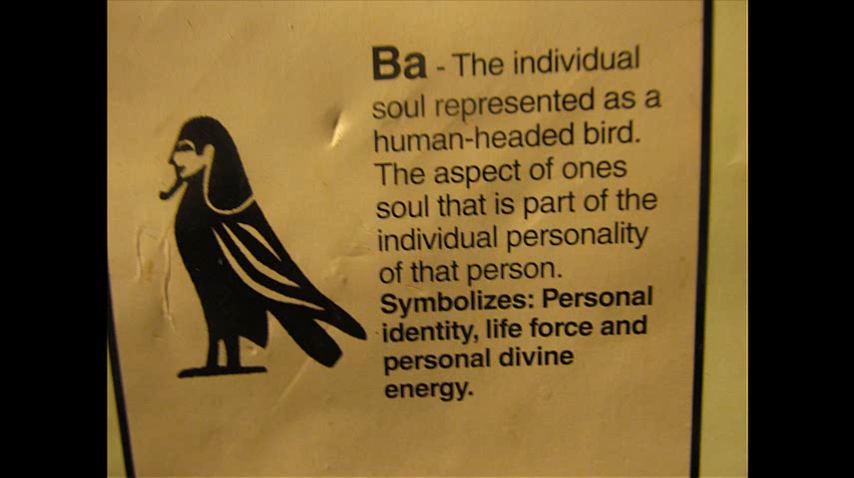 Ba - The individual
soul represented as a
human-headed bird.
The aspect of ones
soul that is part of the
individual personality
of that person.
Symbolizes: Personal
identity, life force and
personal divine
energy.